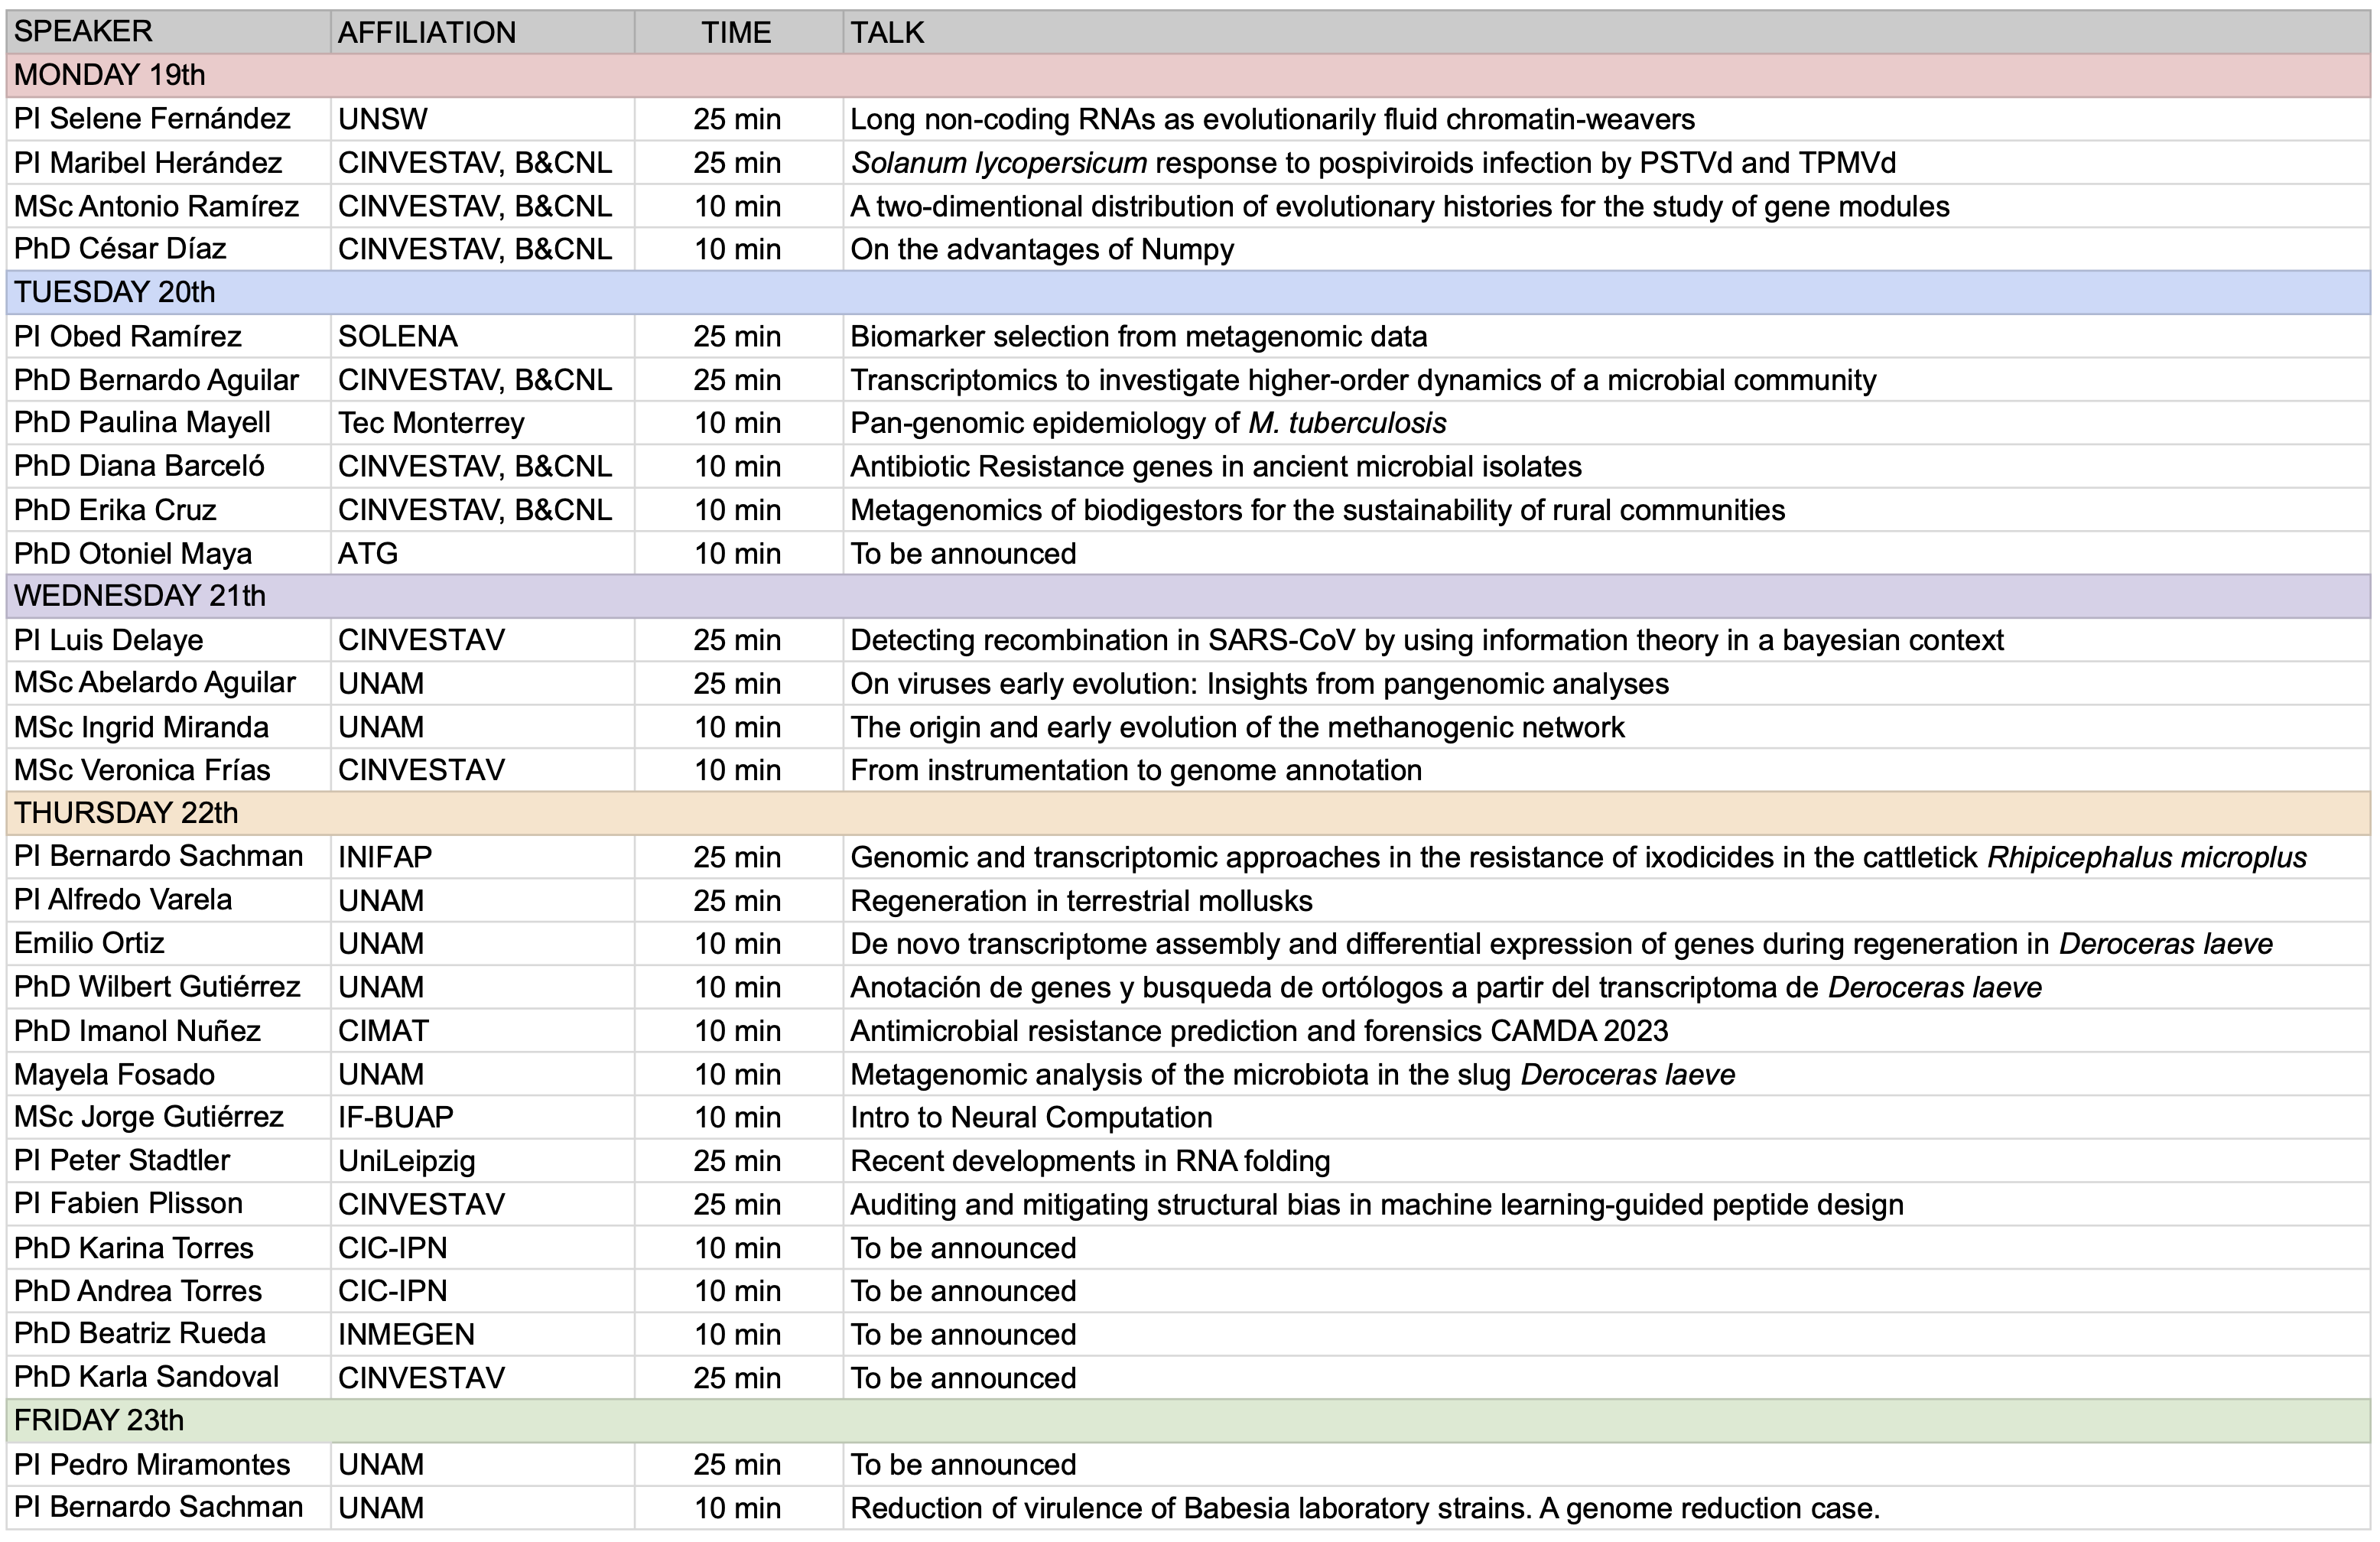 SPEAKER AFFILIATION TIME TALK
MONDAY 19th
PI Selene Fernández UNSW 25 min Long non-coding RNAs as evolutionarily fluid chromatin-weavers
PI Maribel Herández CINVESTAV, B&CNL 25 min Solanum lycopersicum response to pospiviroids infection by PSTVd and TPMVd
MSc Antonio Ramírez CINVESTAV, B&CNL 10 min A two-dimentional distribution of evolutionary histories for the study of gene modules
PhD César Díaz CINVESTAV, B&CNL 10 min On the advantages of Numpy
TUESDAY 20th
PI Obed Ramírez SOLENA 25 min Biomarker selection from metagenomic data
PhD Bernardo Aguilar CINVESTAV, B&CNL 25 min Transcriptomics to investigate higher-order dynamics of a microbial community
PhD Paulina Mayell Tec Monterrey 10 min Pan-genomic epidemiology of M. tuberculosis
PhD Diana Barceló CINVESTAV, B&CNL 10 min Antibiotic Resistance genes in ancient microbial isolates
PhD Erika Cruz CINVESTAV, B&CNL 10 min Metagenomics of biodigestors for the sustainability of rural communities
PhD Otoniel Maya ATG 10 min To be announced
WEDNESDAY 21th
PI Luis Delaye CINVESTAV 25 min Detecting recombination in SARS-CoV by using information theory in a bayesian context
MSc Abelardo Aguilar UNAM 25 min On viruses early evolution: Insights from pangenomic analyses
MSc Ingrid Miranda UNAM 10 min The origin and early evolution of the methanogenic network
MSc Veronica Frías CINVESTAV 10 min From instrumentation to genome annotation
THURSDAY 22th
PI Bernardo Sachman INIFAP 25 min Genomic and transcriptomic approaches in the resistance of ixodicides in the cattletick Rhipicephalus microplus
PI Alfredo Varela UNAM 25 min Regeneration in terrestrial mollusks
Emilio Ortiz UNAM 10 min De novo transcriptome assembly and differential expression of genes during regeneration in Deroceras laeve
PhD Wilbert Gutiérrez UNAM 10 min Anotación de genes y busqueda de ortólogos a partir del transcriptoma de Deroceras laeve
PhD Imanol Nuñez CIMAT 10 min Antimicrobial resistance prediction and forensics CAMDA 2023
Mayela Fosado UNAM 10 min Metagenomic analysis of the microbiota in the slug Deroceras laeve
MSc Jorge Gutiérrez IF-BUAP 10 min Intro to Neural Computation
PI Peter Stadtler UniLeipzig 25 min Recent developments in RNA folding
PI Fabien Plisson CINVESTAV 25 min Auditing and mitigating structural bias in machine learning-guided peptide design
PhD Karina Torres CIC-IPN 10 min To be announced
PhD Andrea Torres CIC-IPN 10 min To be announced
PhD Beatriz Rueda INMEGEN 10 min To be announced
PhD Karla Sandoval CINVESTAV 25 min To be announced
FRIDAY 23th
PI Pedro Miramontes UNAM 25 min To be announced
PI Bernardo Sachman UNAM 10 min Reduction of virulence of Babesia laboratory strains. A genome reduction case.